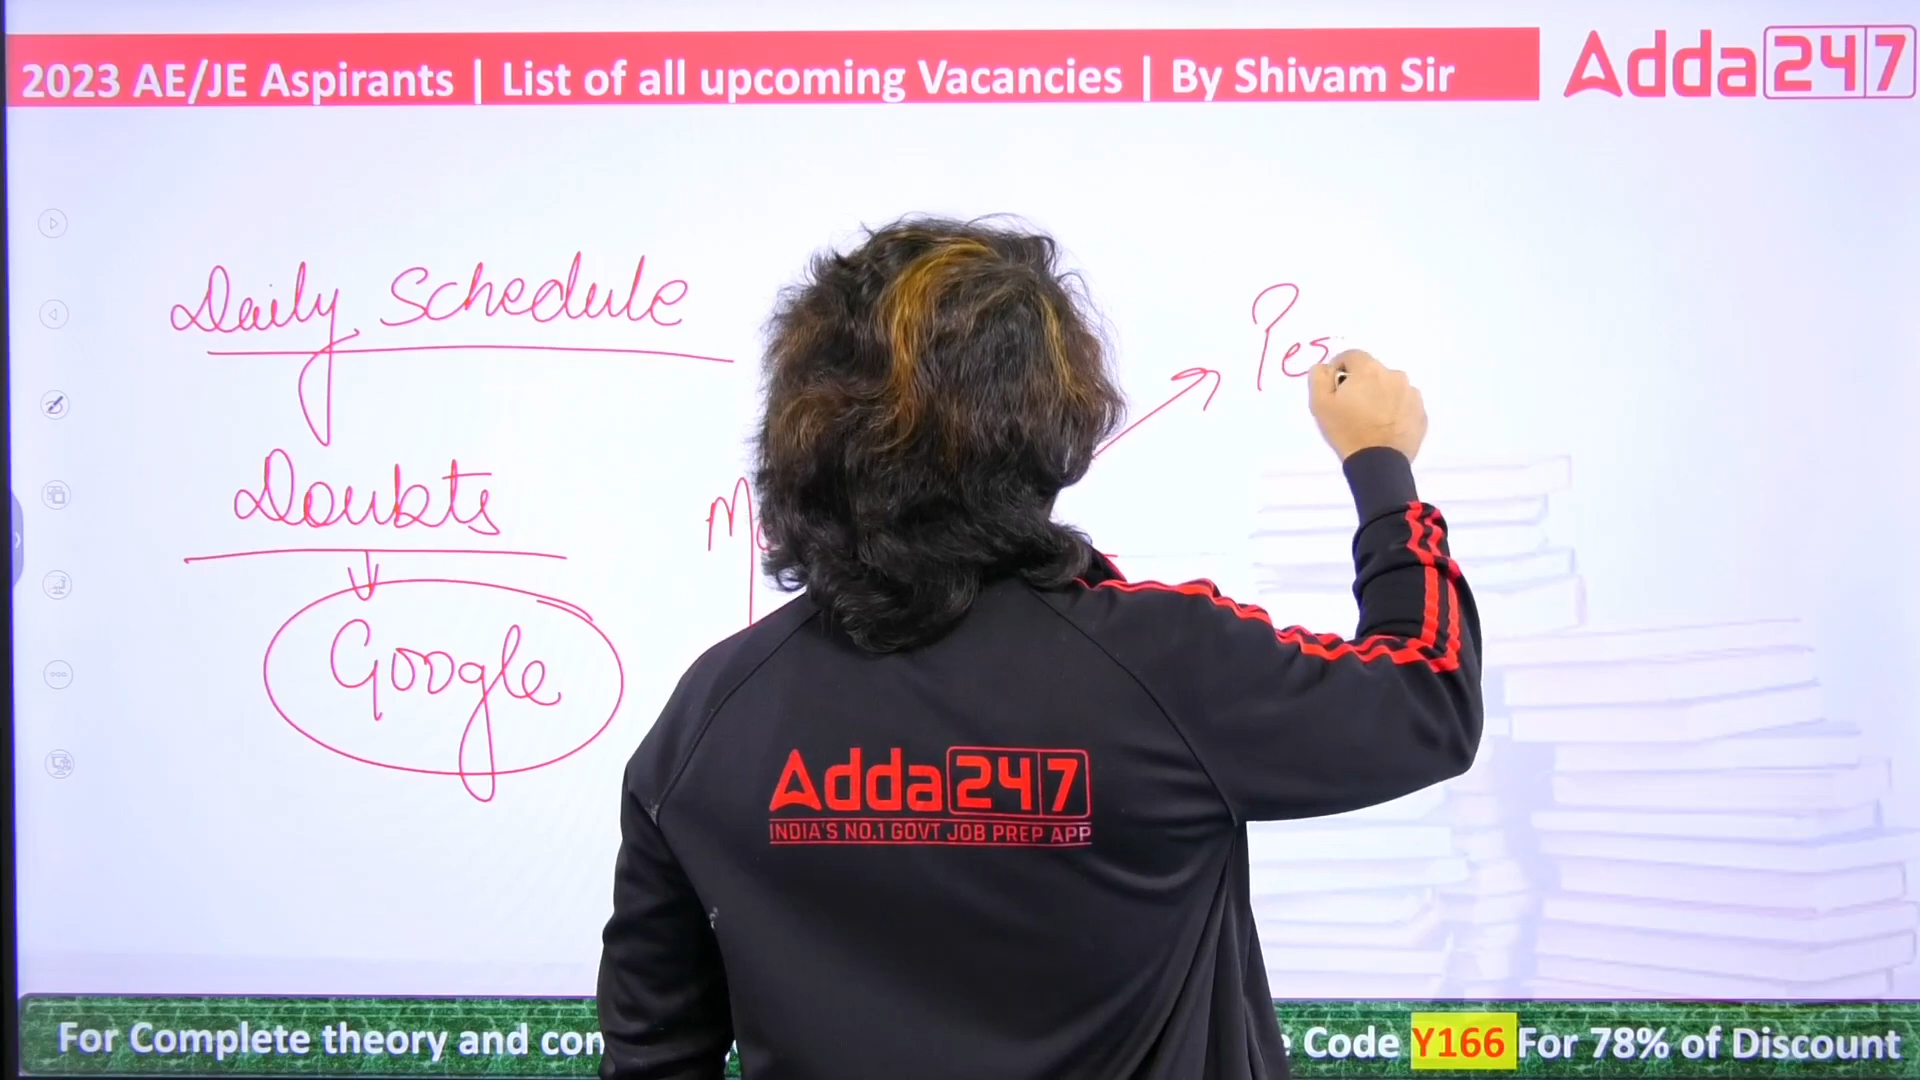 2023 AE/JE Aspirants | List of all upcoming Vacancies | By Shivam Sir
Adda247
Daily Schedule
Doubts
Google
Adda247
INDIA'S NO.1 GOVT JOB PREP APP
For Complete theory and Code Y166 For 78% of Discount